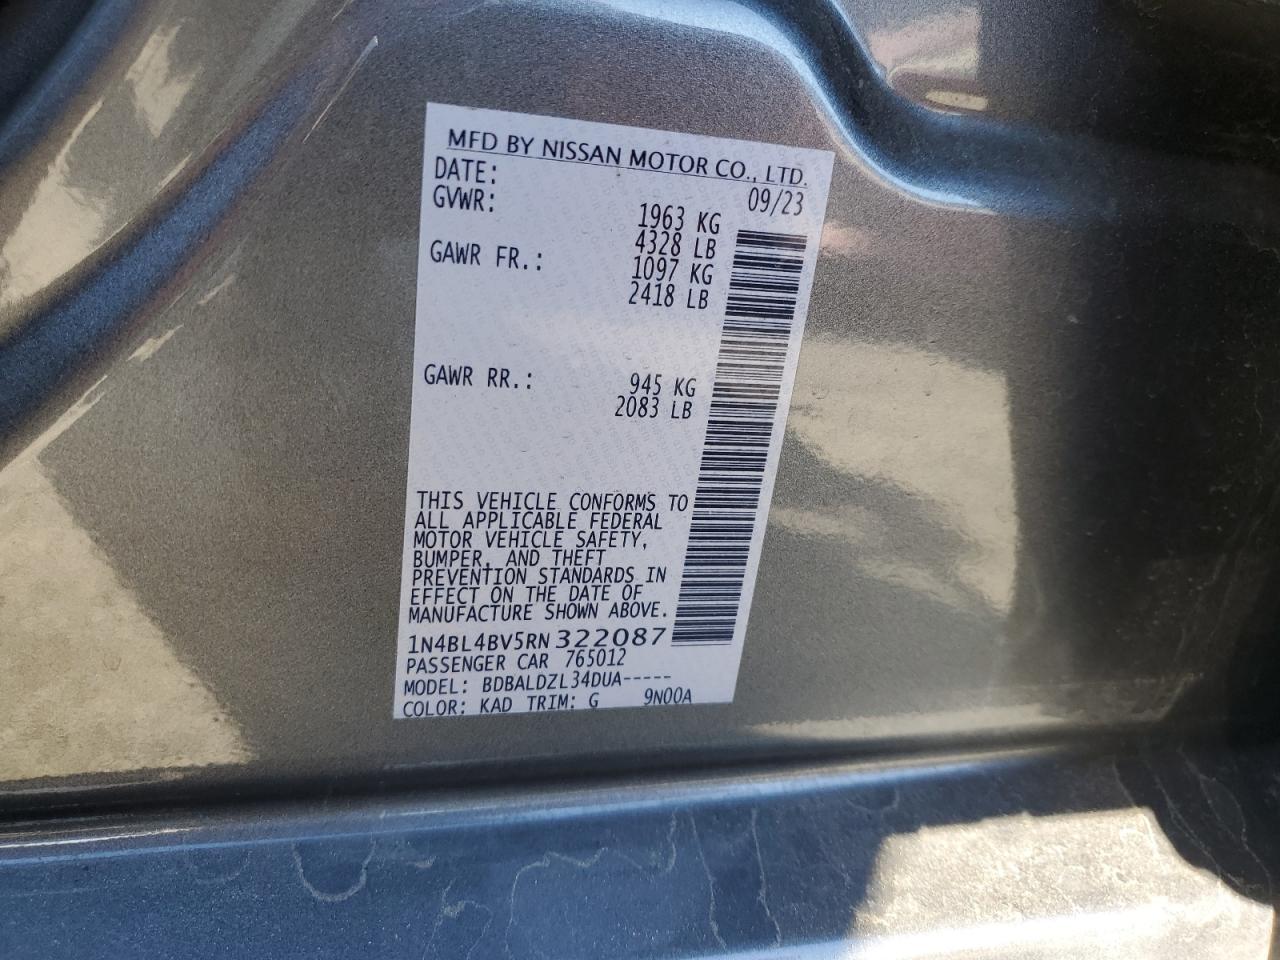 MFD BY NISSAN MOTOR CO., LTD.
DATE: 09/23
GVWR: 1963 KG
4328 LB
GAWR FR.: 1097 KG
2418 LB
GAWR RR.: 945 KG
2083 LB
THIS VEHICLE CONFORMS TO
ALL APPLICABLE FEDERAL
MOTOR VEHICLE SAFETY,
BUMPER, AND THEFT
PREVENTION STANDARDS IN
EFFECT ON THE DATE OF
MANUFACTURE SHOWN ABOVE.
1N4BL4BV5RN322087
PASSENGER CAR 765012
MODEL: BDBALDZL34DUA-----
COLOR: KAD TRIM: G 9N00A